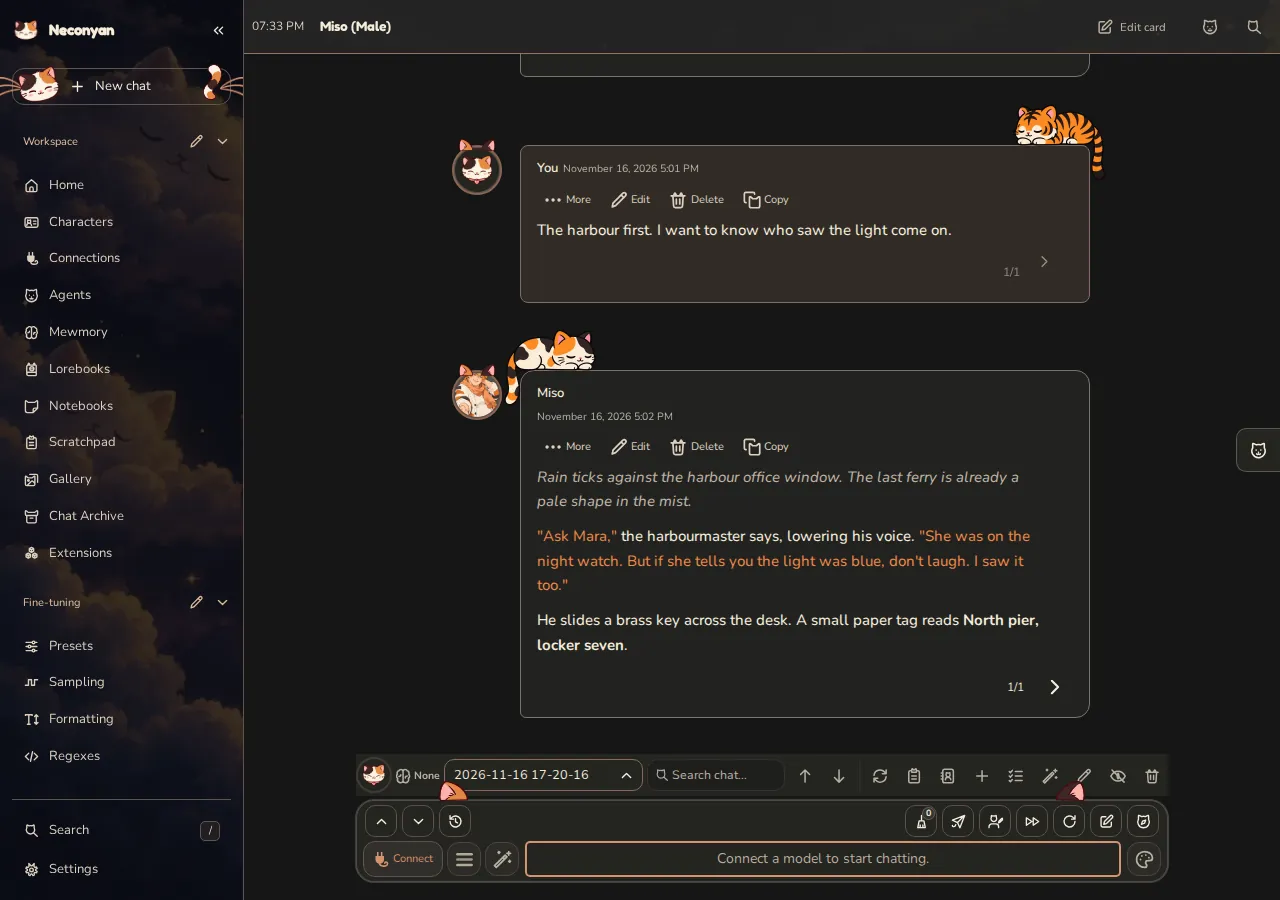 Neconyan
New chat
Workspace
Home
Characters
Connections
Agents
Mewmory
Lorebooks
Notebooks
Scratchpad
Gallery
Chat Archive
Extensions
Fine-tuning
Presets
Sampling
Formatting
Regexes
Search /
Settings
07:33 PM Miso (Male) Edit card
You November 16, 2026 5:01 PM
More Edit Delete Copy
The harbour first. I want to know who saw the light come on.
1/1
Miso
November 16, 2026 5:02 PM
More Edit Delete Copy
Rain ticks against the harbour office window. The last ferry is already a
pale shape in the mist.
"Ask Mara," the harbourmaster says, lowering his voice. "She was on the
night watch. But if she tells you the light was blue, don't laugh. I saw it
too."
He slides a brass key across the desk. A small paper tag reads North pier,
locker seven.
1/1
None 2026-11-16 17-20-16 Search chat...
0
Connect Connect a model to start chatting.